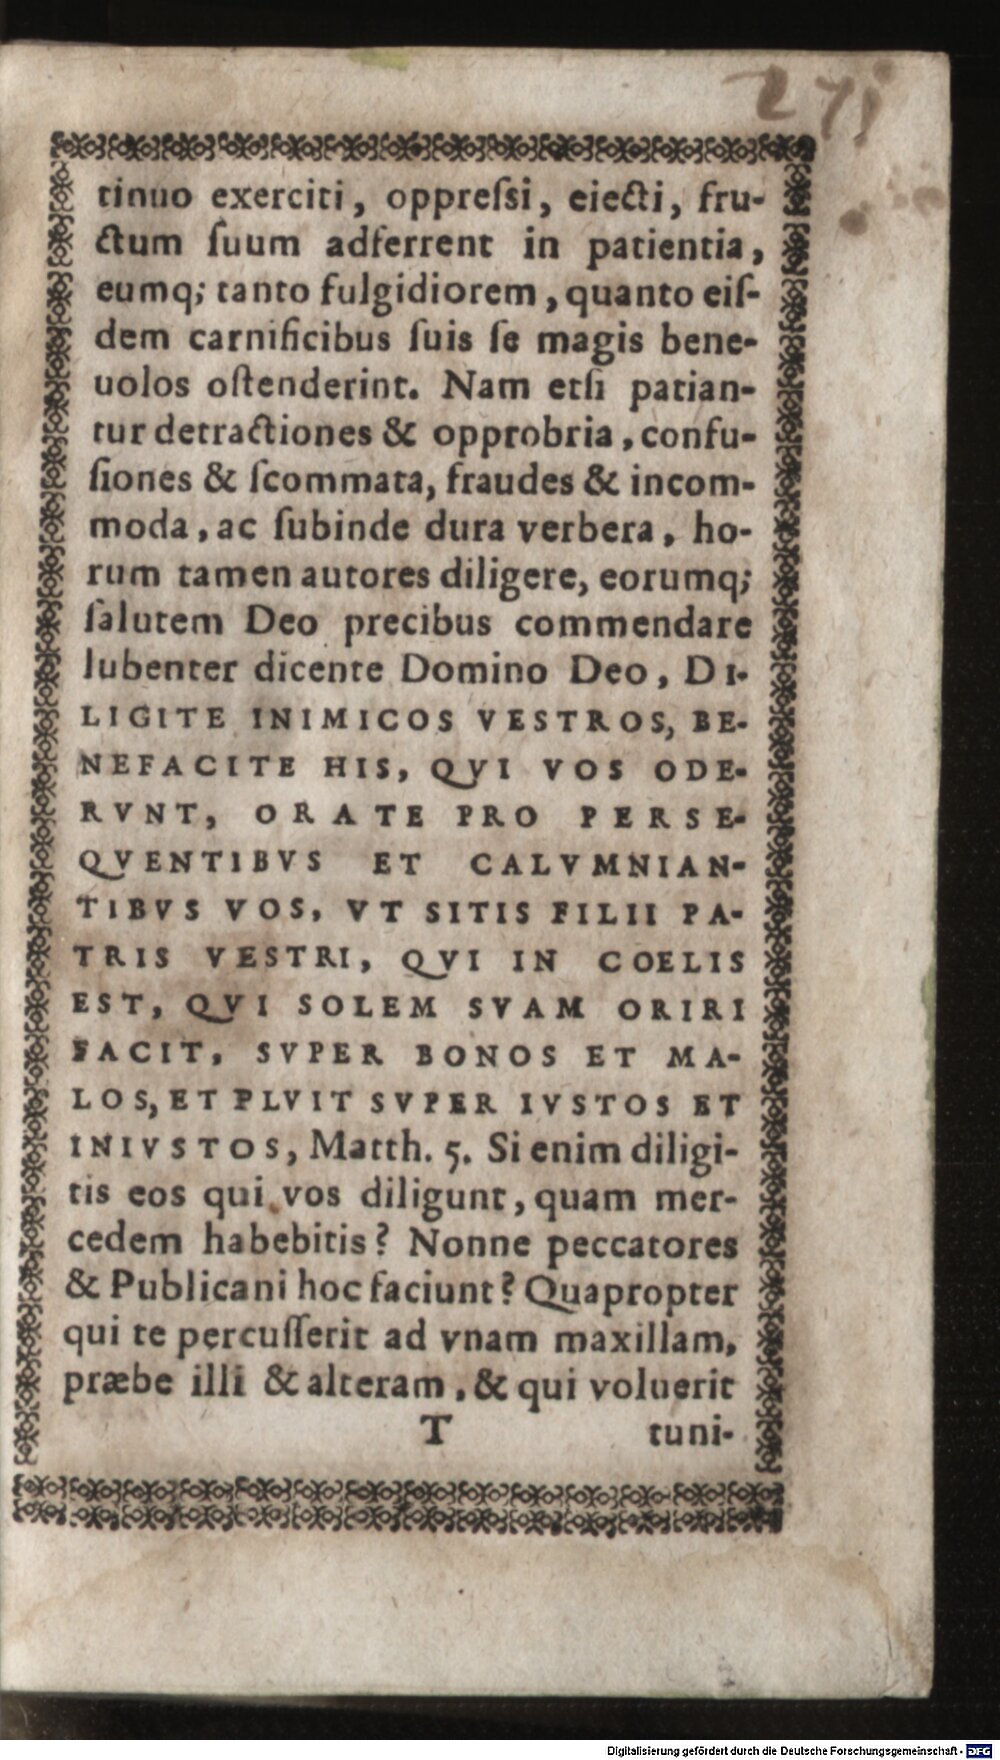 271
tinuo exerciti, oppreſsi, eiecti, fru-
ctum ſuum adferrent in patientia,
eumq; tanto fulgidiorem, quanto eiſ-
dem carnificibus ſuis ſe magis bene-
uolos oſtenderint. Nam etſi patian-
tur detractiones & opprobria, confu-
ſiones & ſcommata, fraudes & incom-
moda, ac ſubinde dura verbera, ho-
rum tamen autores diligere, eorumq;
ſalutem Deo precibus commendare
lubenter dicente Domino Deo, DI-
LIGITE INIMICOS VESTROS, BE-
NEFACITE HIS, QVI VOS ODE-
RVNT, ORATE PRO PERSE-
QVENTIBVS ET CALVMNIAN-
TIBVS VOS, VT SITIS FILII PA-
TRIS VESTRI, QVI IN COELIS
EST, QVI SOLEM SVAM ORIRI
FACIT, SVPER BONOS ET MA-
LOS, ET PLVIT SVPER IVSTOS ET
INIVSTOS, Matth. 5. Si enim diligi-
tis eos qui vos diligunt, quam mer-
cedem habebitis? Nonne peccatores
& Publicani hoc faciunt? Quapropter
qui te percuſſerit ad vnam maxillam,
præbe illi & alteram, & qui voluerit
T tuni-
Digitalisierung gefördert durch die Deutsche Forschungsgemeinschaft - DFG